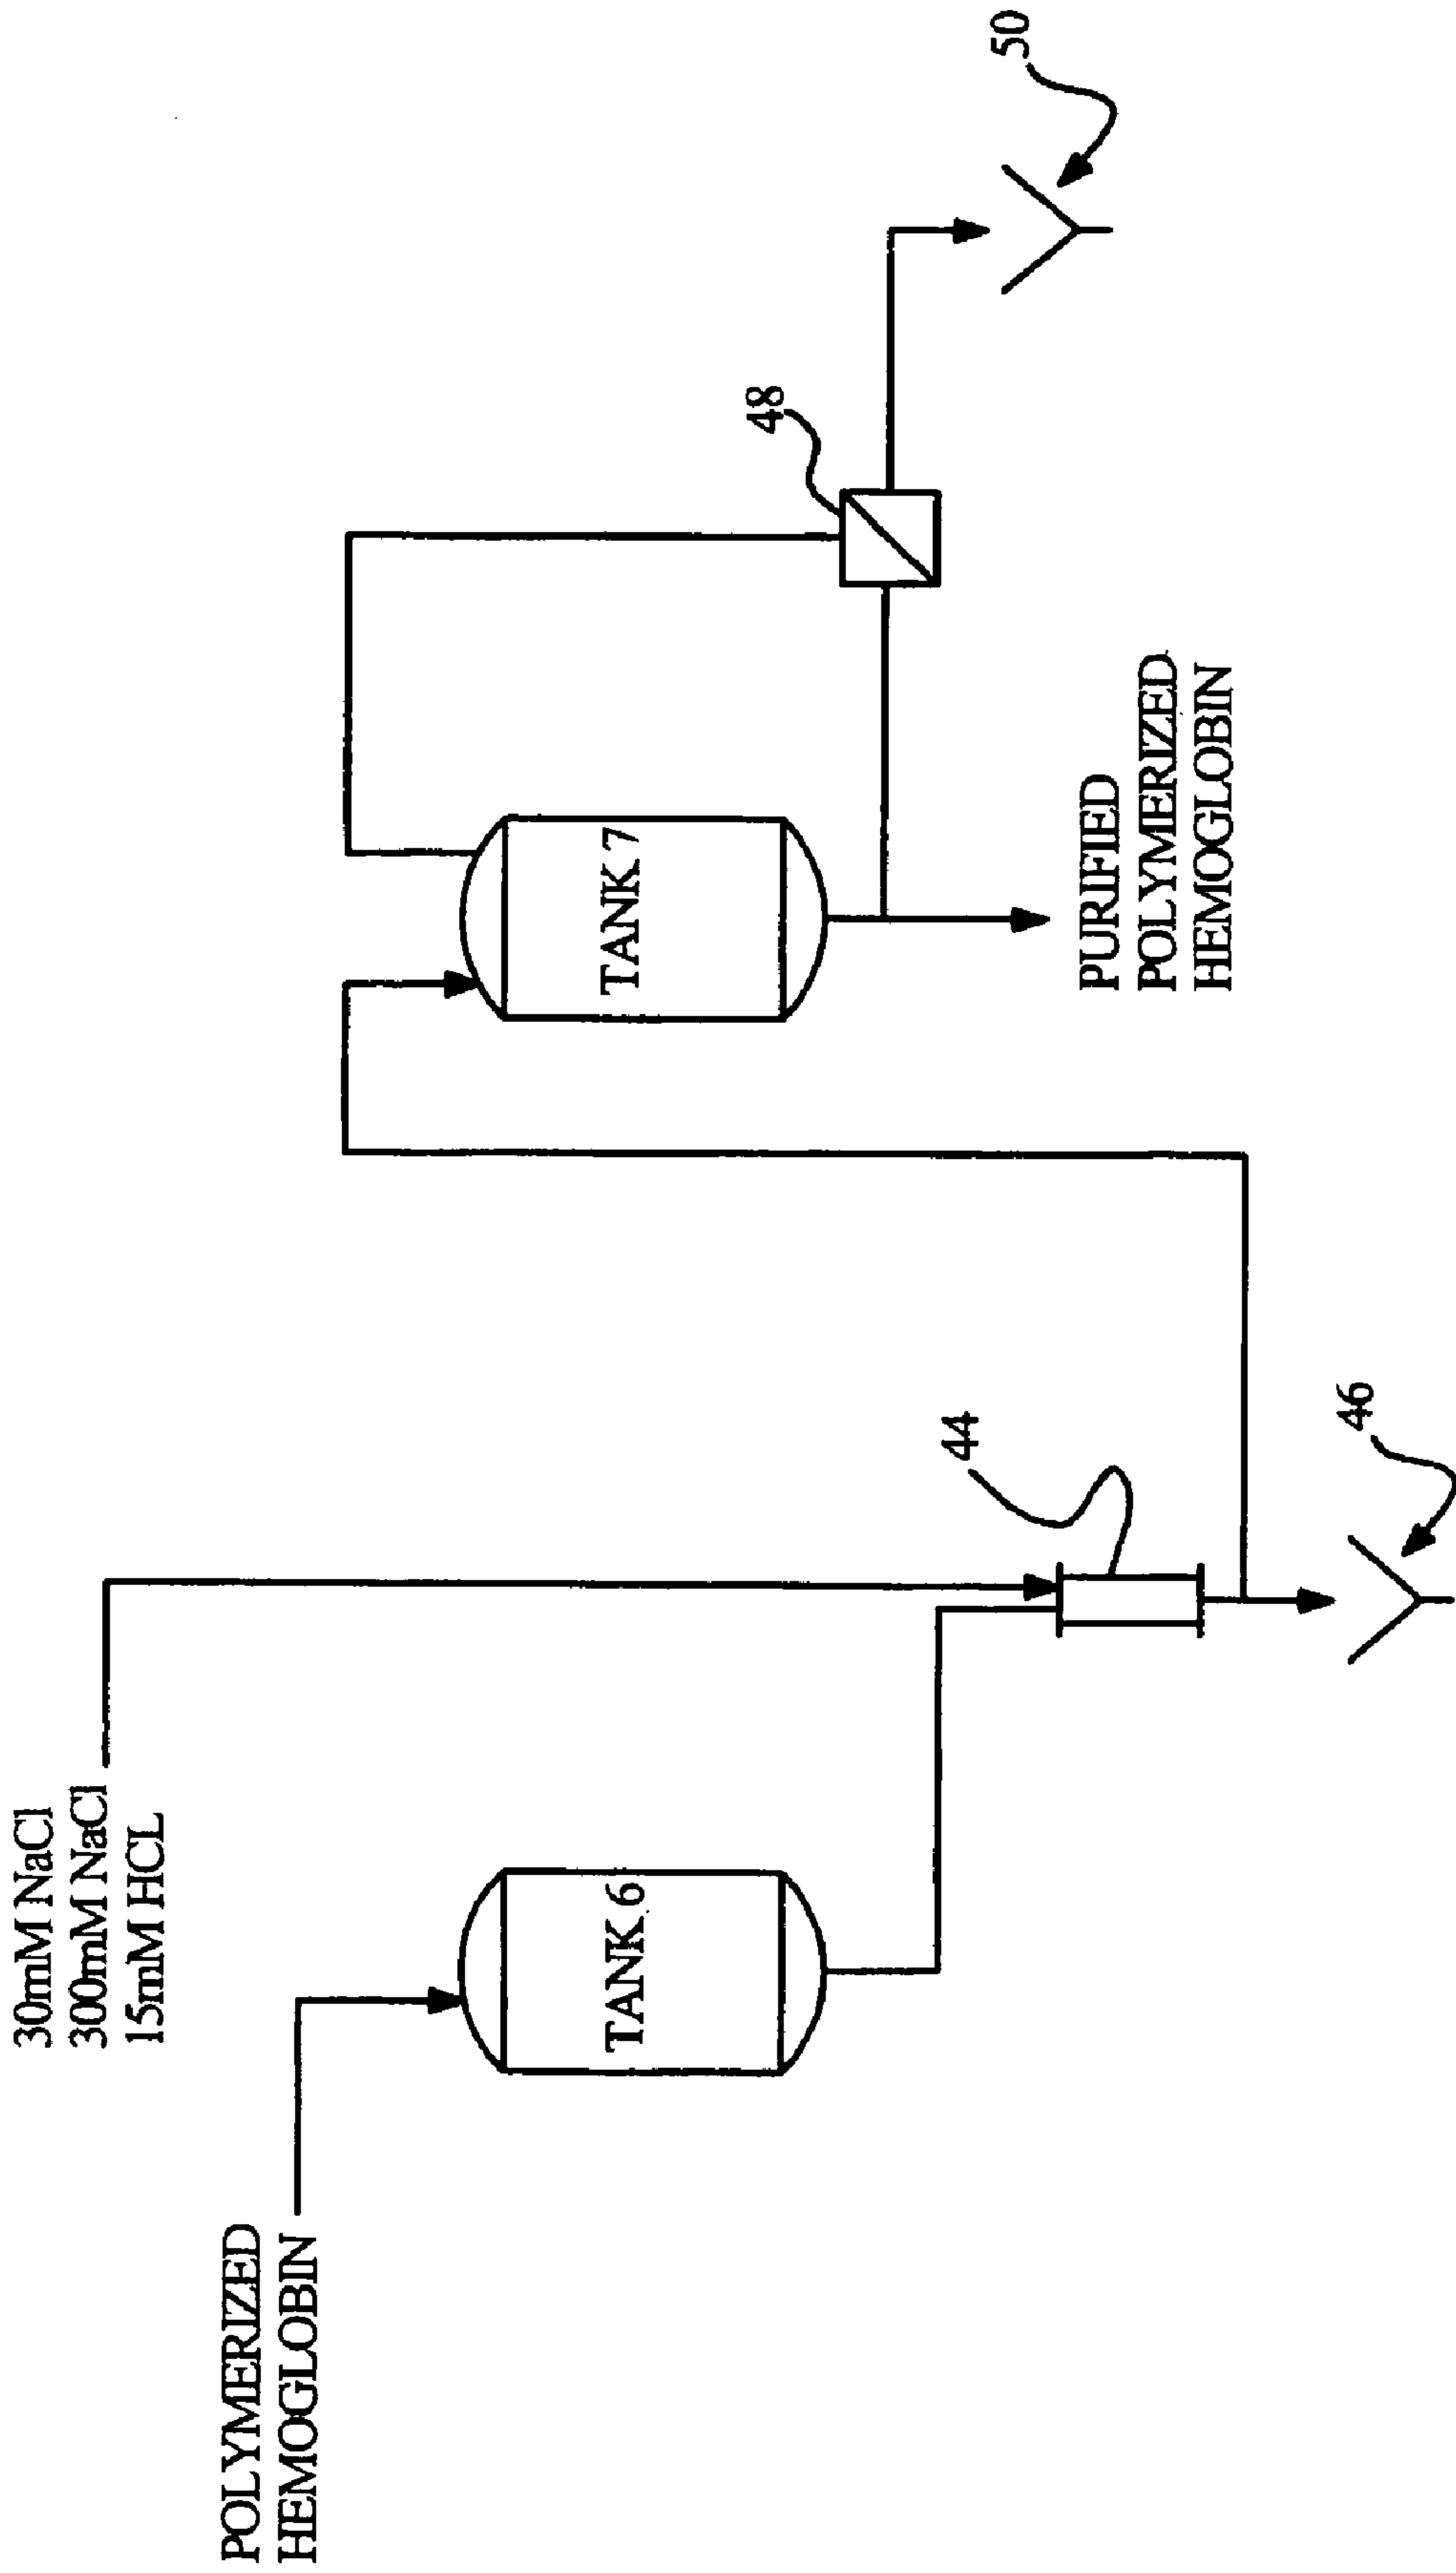 30mM NaCl
300mM NaCl
15mM HCL
POLYMERIZED
HEMOGLOBIN
TANK 6
44
46
TANK 7
48
50
PURIFIED
POLYMERIZED
HEMOGLOBIN